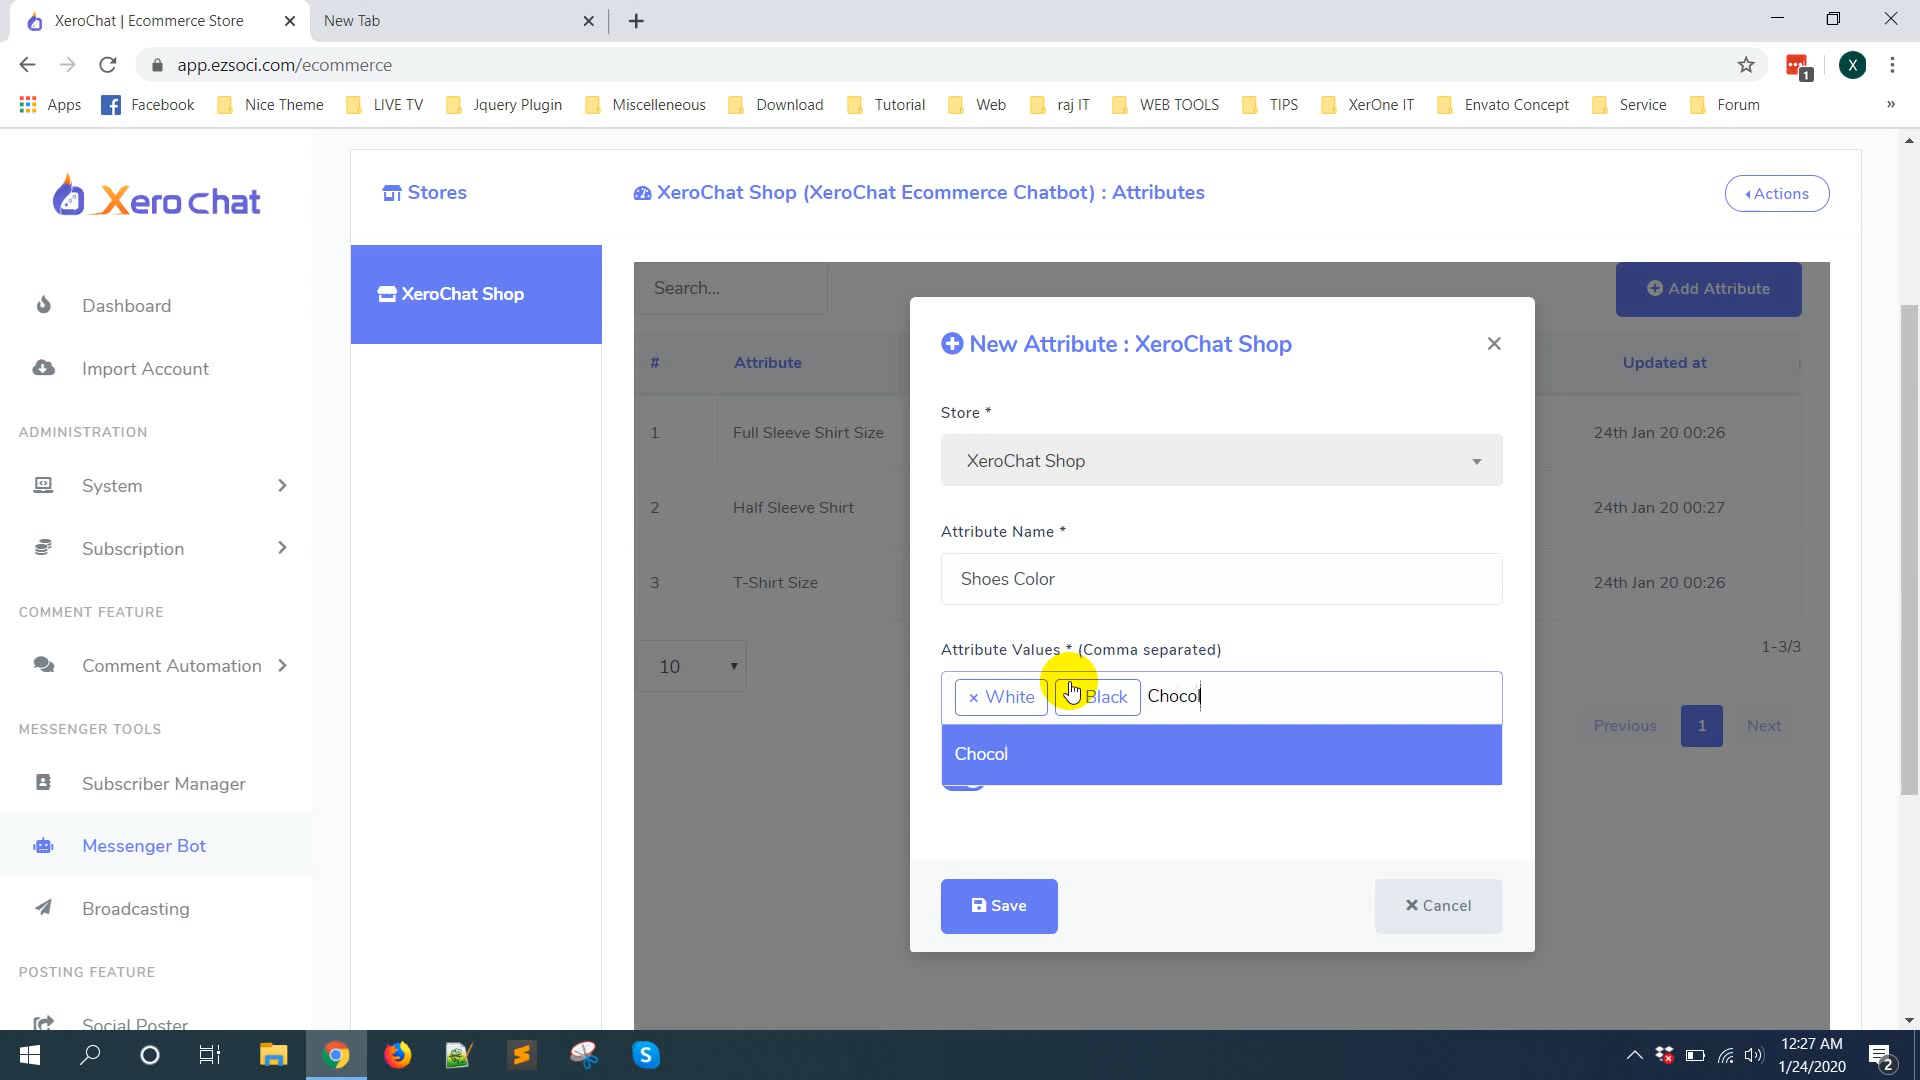 XeroChat | Ecommerce Store
New Tab
app.ezsoci.com/ecommerce
1
X
Apps
Facebook
Nice Theme
LIVE TV
Jquery Plugin
Miscelleneous
Download
Tutorial
Web
raj IT
WEB TOOLS
TIPS
XerOne IT
Envato Concept
Service
Forum
»
Xero Chat
Dashboard
Import Account
ADMINISTRATION
System
Subscription
COMMENT FEATURE
Comment Automation
MESSENGER TOOLS
Subscriber Manager
Messenger Bot
Broadcasting
POSTING FEATURE
Social Poster
Stores
XeroChat Shop (XeroChat Ecommerce Chatbot) : Attributes
Actions
XeroChat Shop
Search...
Add Attribute
# Attribute Updated at
1 Full Sleeve Shirt Size 24th Jan 20 00:26
2 Half Sleeve Shirt 24th Jan 20 00:27
3 T-Shirt Size 24th Jan 20 00:26
10
1-3/3
Previous 1 Next
New Attribute : XeroChat Shop
×
Store *
XeroChat Shop
Attribute Name *
Shoes Color
Attribute Values * (Comma separated)
× White Black Chocol
Chocol
Save
Cancel
12:27 AM
1/24/2020
2